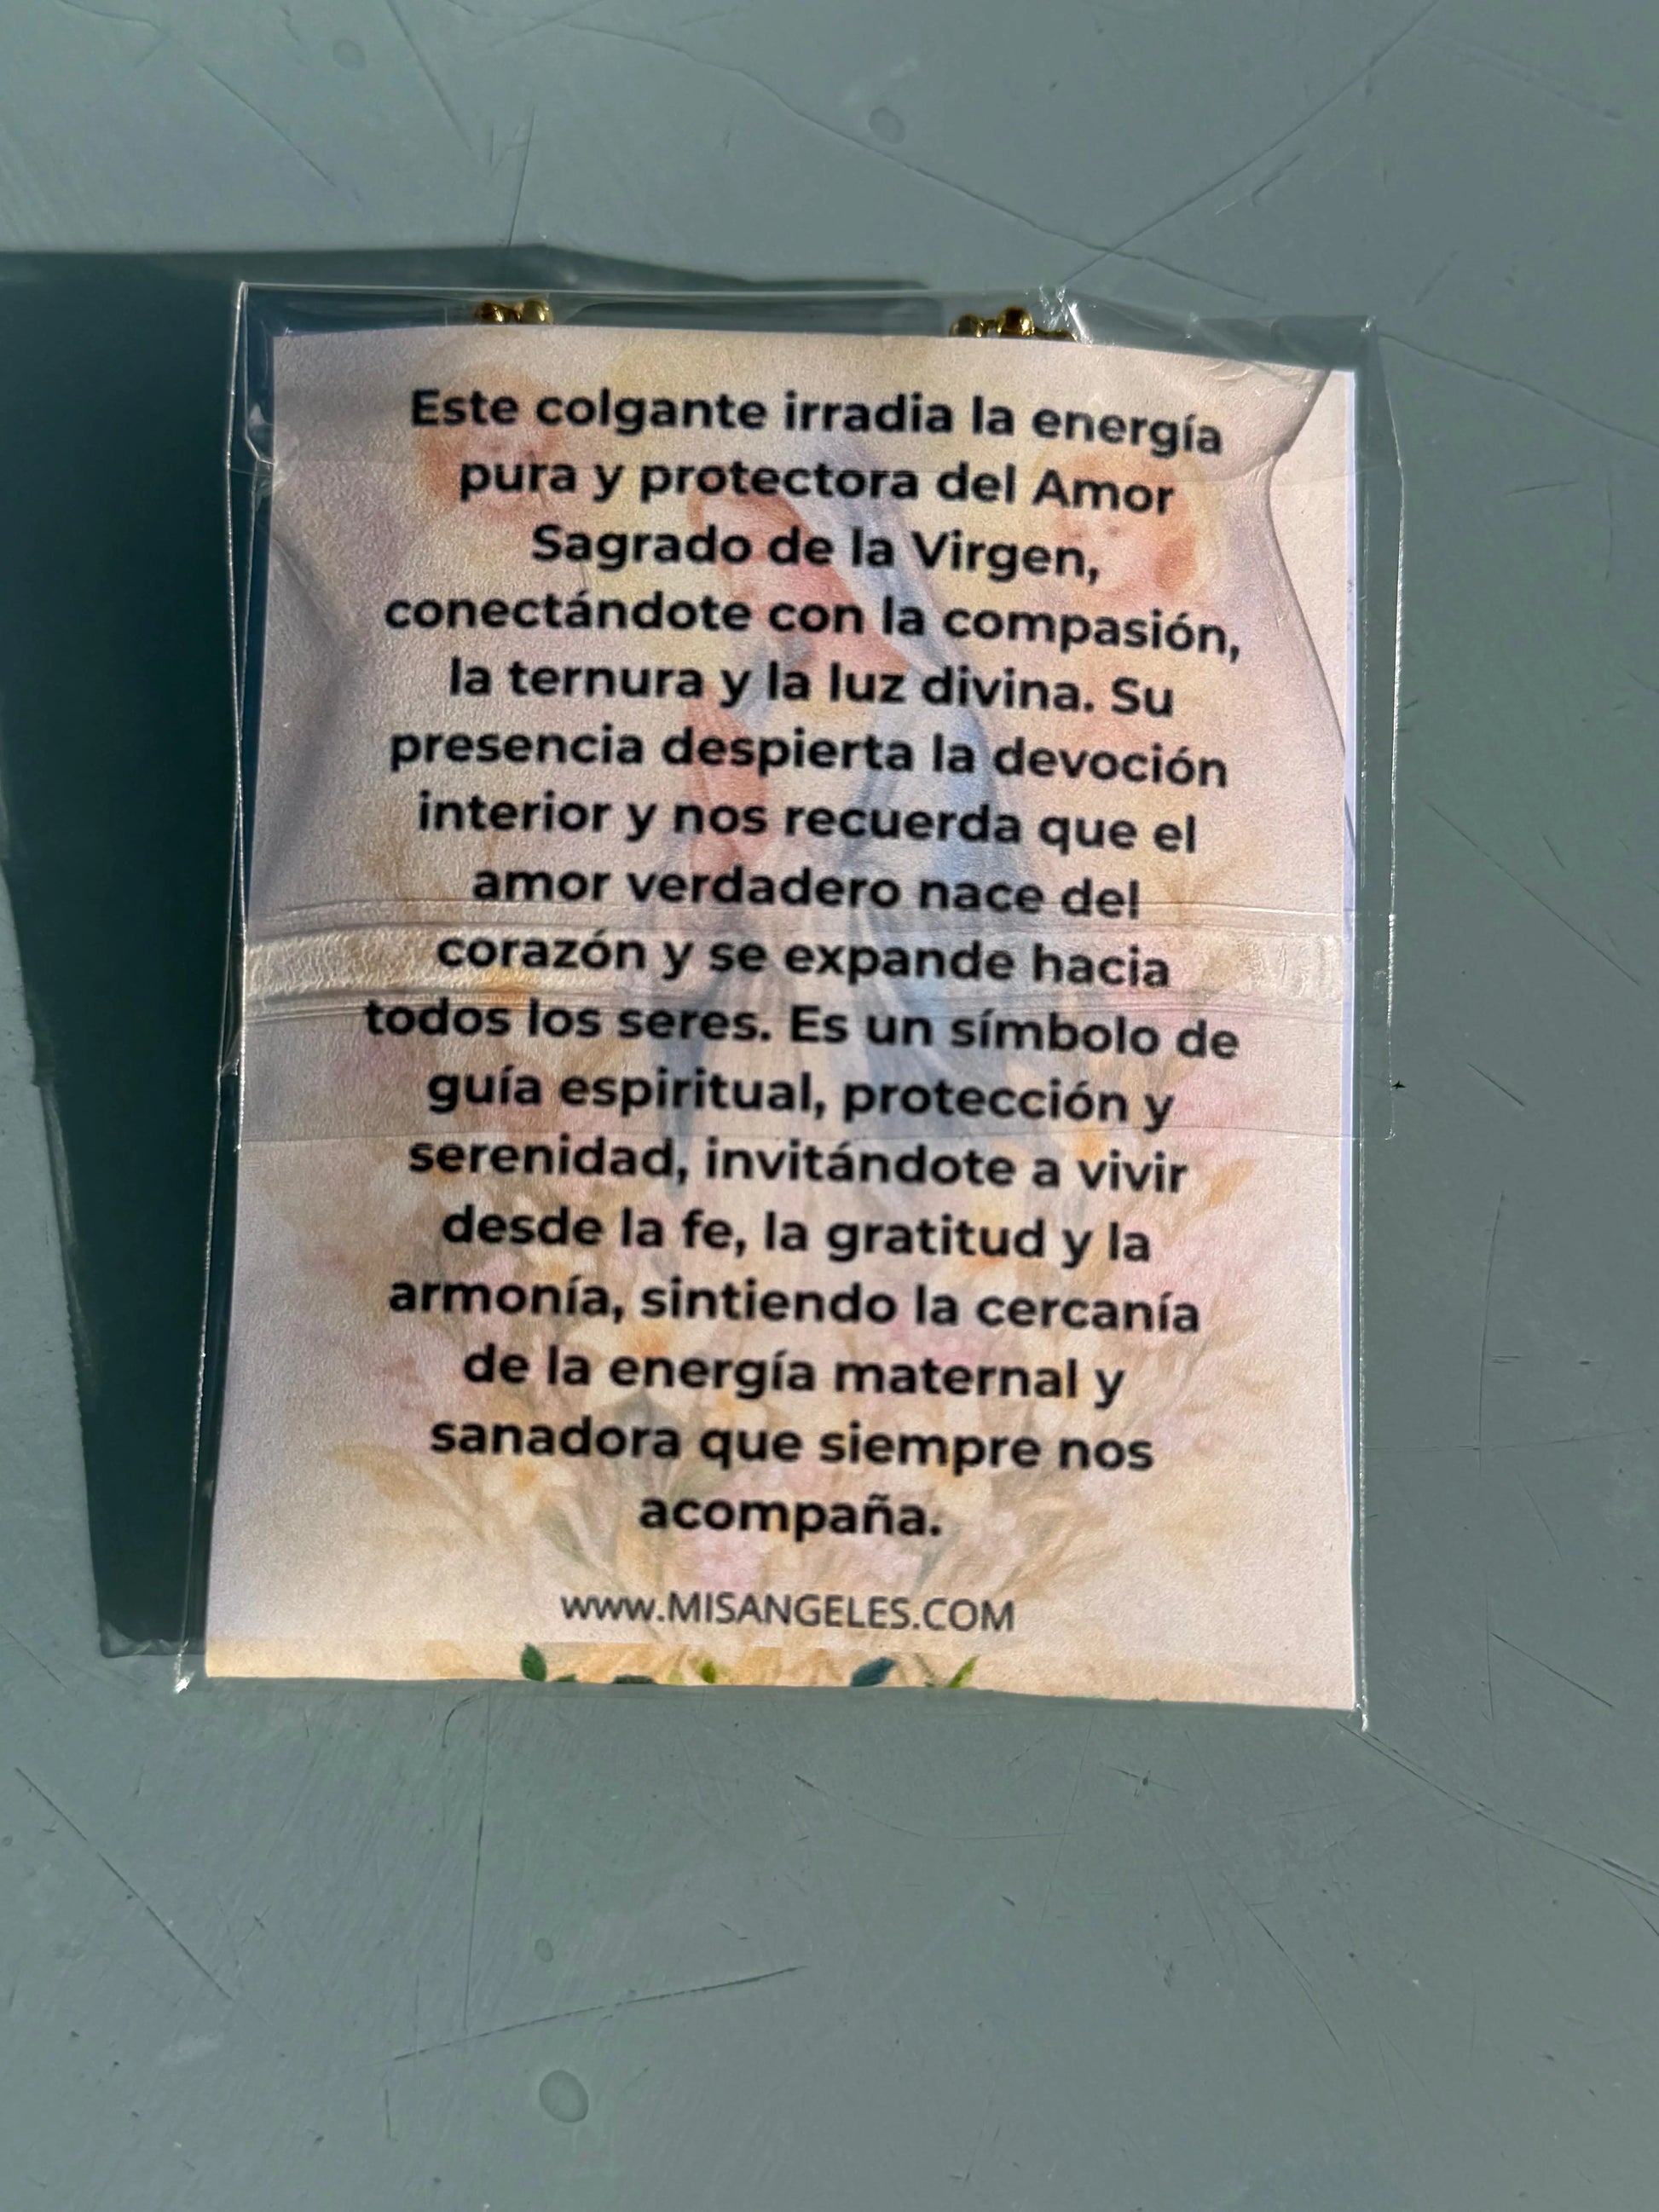 Este colgante irradia la energía
pura y protectora del Amor
Sagrado de la Virgen,
conectándote con la compasión,
la ternura y la luz divina. Su
presencia despierta la devoción
interior y nos recuerda que el
amor verdadero nace del
corazón y se expande hacia
todos los seres. Es un símbolo de
guía espiritual, protección y
serenidad, invitándote a vivir
desde la fe, la gratitud y la
armonía, sintiendo la cercanía
de la energía maternal y
sanadora que siempre nos
acompaña.
www.MISANGELES.COM